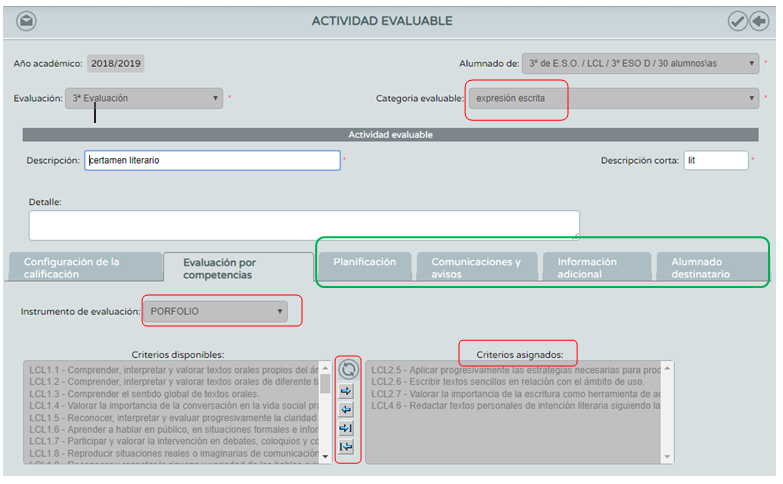 ACTIVIDAD EVALUABLE
Año académico: 2018/2019 Alumnado de: 3º de E.S.O. / LCL / 3º ESO D / 30 alumnos\as *
Evaluación: 3ª Evaluación * Categoría evaluable: expresión escrita *
Actividad evaluable
Descripción: certamen literario * Descripción corta: lit *
Detalle:
Configuración de la calificación Evaluación por competencias Planificación Comunicaciones y avisos Información adicional Alumnado destinatario
Instrumento de evaluación: PORFOLIO
Criterios disponibles: Criterios asignados:
LCL1.1 - Comprender, interpretar y valorar textos orales propios del ár LCL2.5 - Aplicar progresivamente las estrategias necesarias para proc
LCL1.2 - Comprender, interpretar y valorar textos orales de diferente ti LCL2.6 - Escribir textos sencillos en relación con el ámbito de uso.
LCL1.3 - Comprender el sentido global de textos orales. LCL2.7 - Valorar la importancia de la escritura como herramienta de ad
LCL1.4 - Valorar la importancia de la conversación en la vida social pra LCL4.6 - Redactar textos personales de intención literaria siguiendo la
LCL1.5 - Reconocer, interpretar y evaluar progresivamente la claridad
LCL1.6 - Aprender a hablar en público, en situaciones formales e infor
LCL1.7 - Participar y valorar la intervención en debates, coloquios y co
LCL1.8 - Reproducir situaciones reales o imaginarias de comunicación